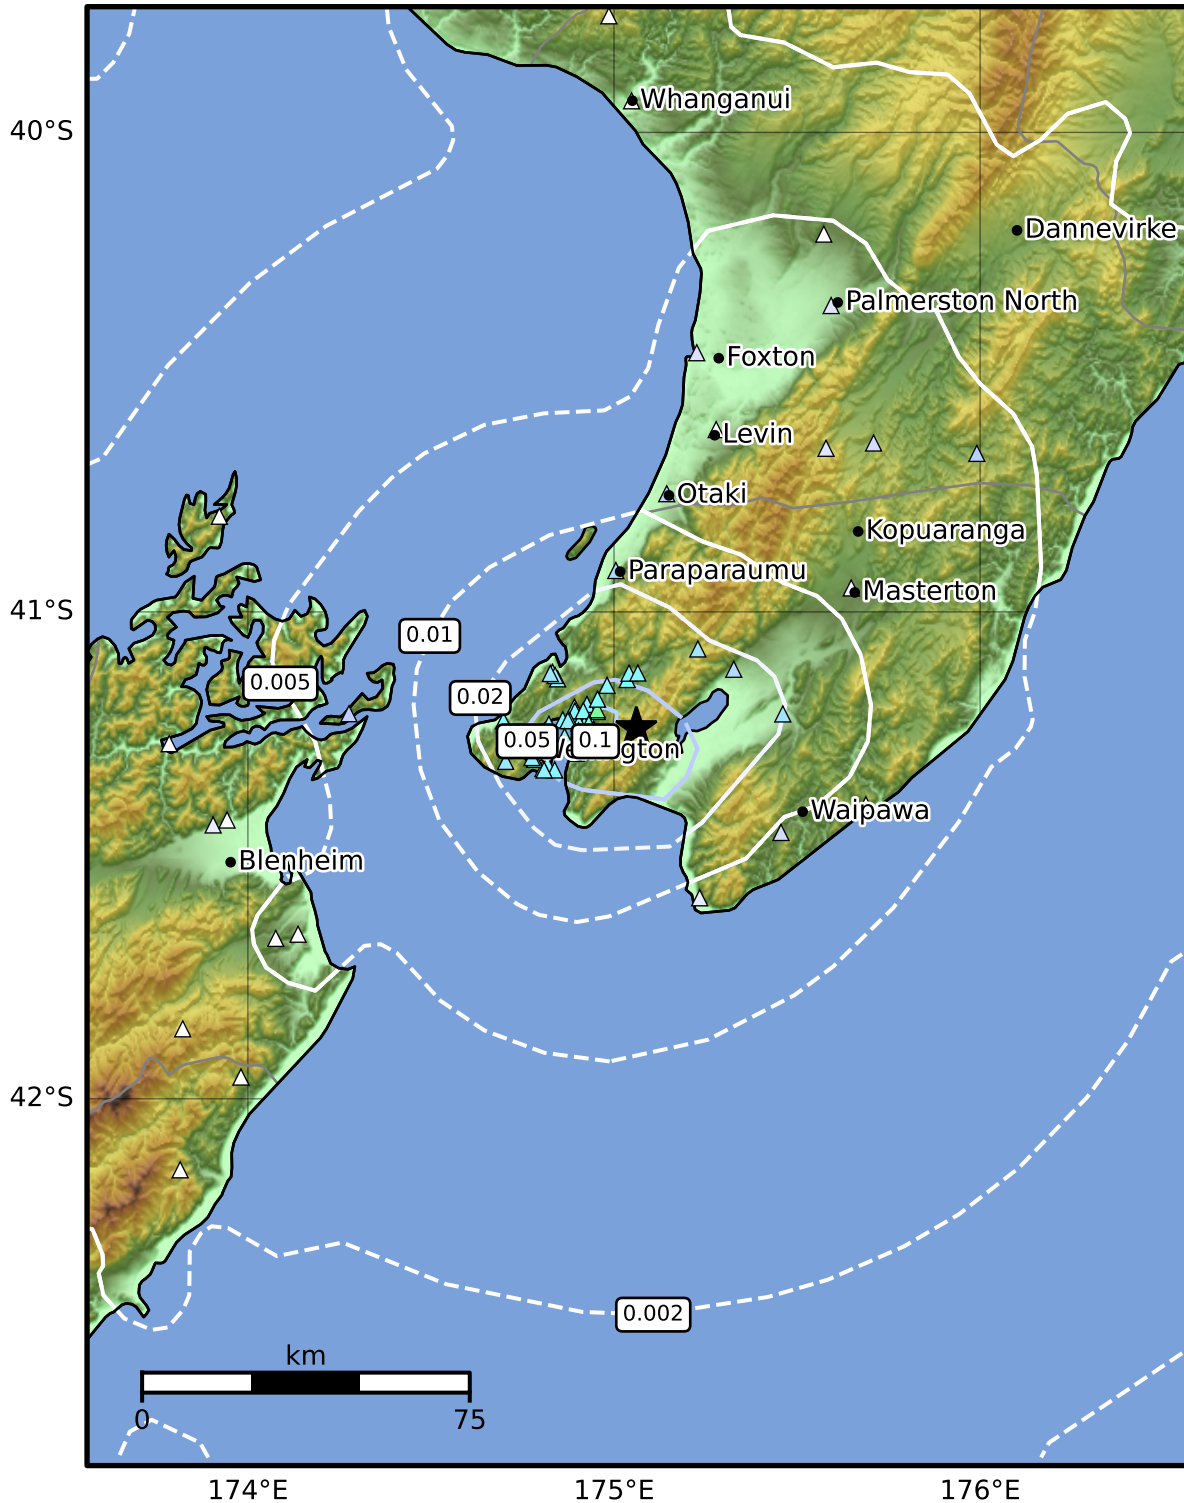 Whanganui
40°S
Dannevirke
Palmerston North
Foxton
Levin
Otaki
Kopuaranga
Paraparaumu
Masterton
41°S
0.01
0.005
0.02
0.05
0.1
Wellington
Waipawa
Blenheim
42°S
0.002
km
0
75
174°E
175°E
176°E